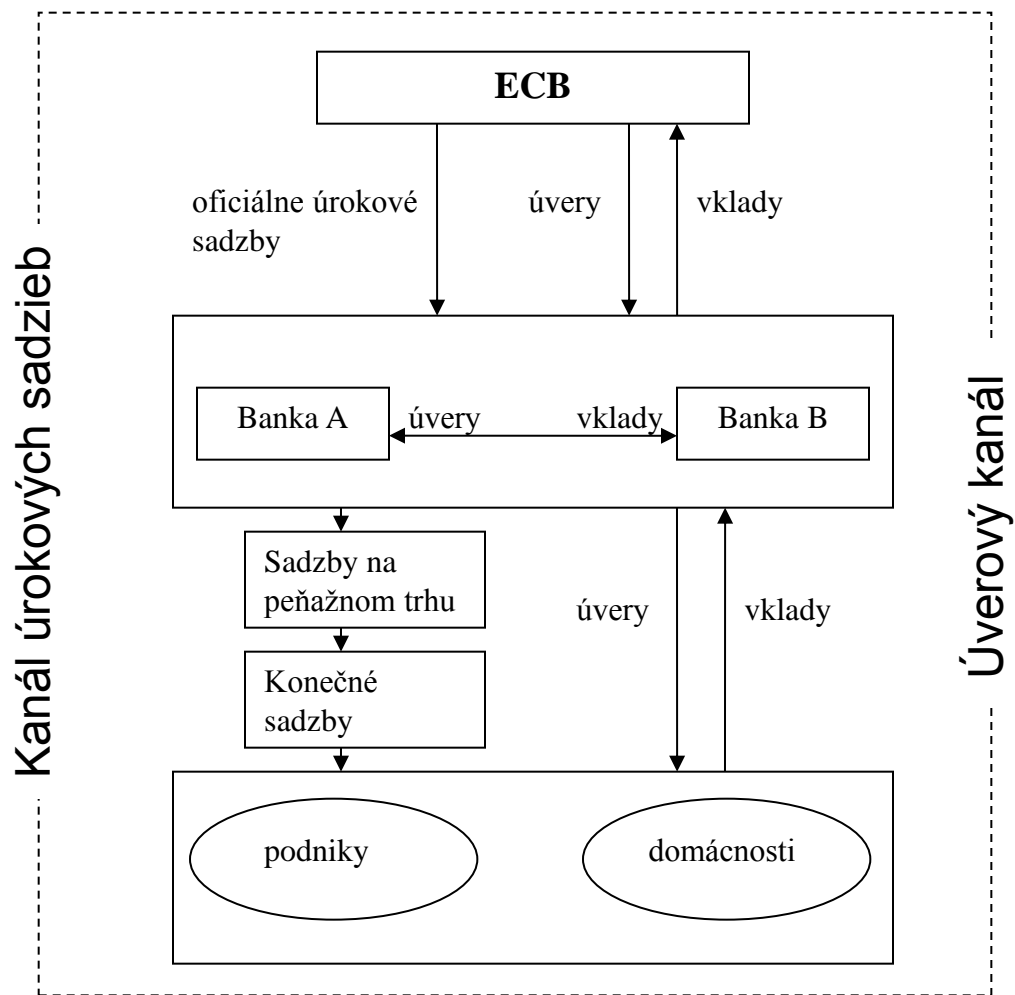 ECB
oficiálne úrokové
sadzby
úvery
vklady
Kanál úrokových sadzieb
Úverový kanál
Banka A
úvery
vklady
Banka B
Sadzby na
peňažnom trhu
úvery
vklady
Konečné
sadzby
podniky
domácnosti